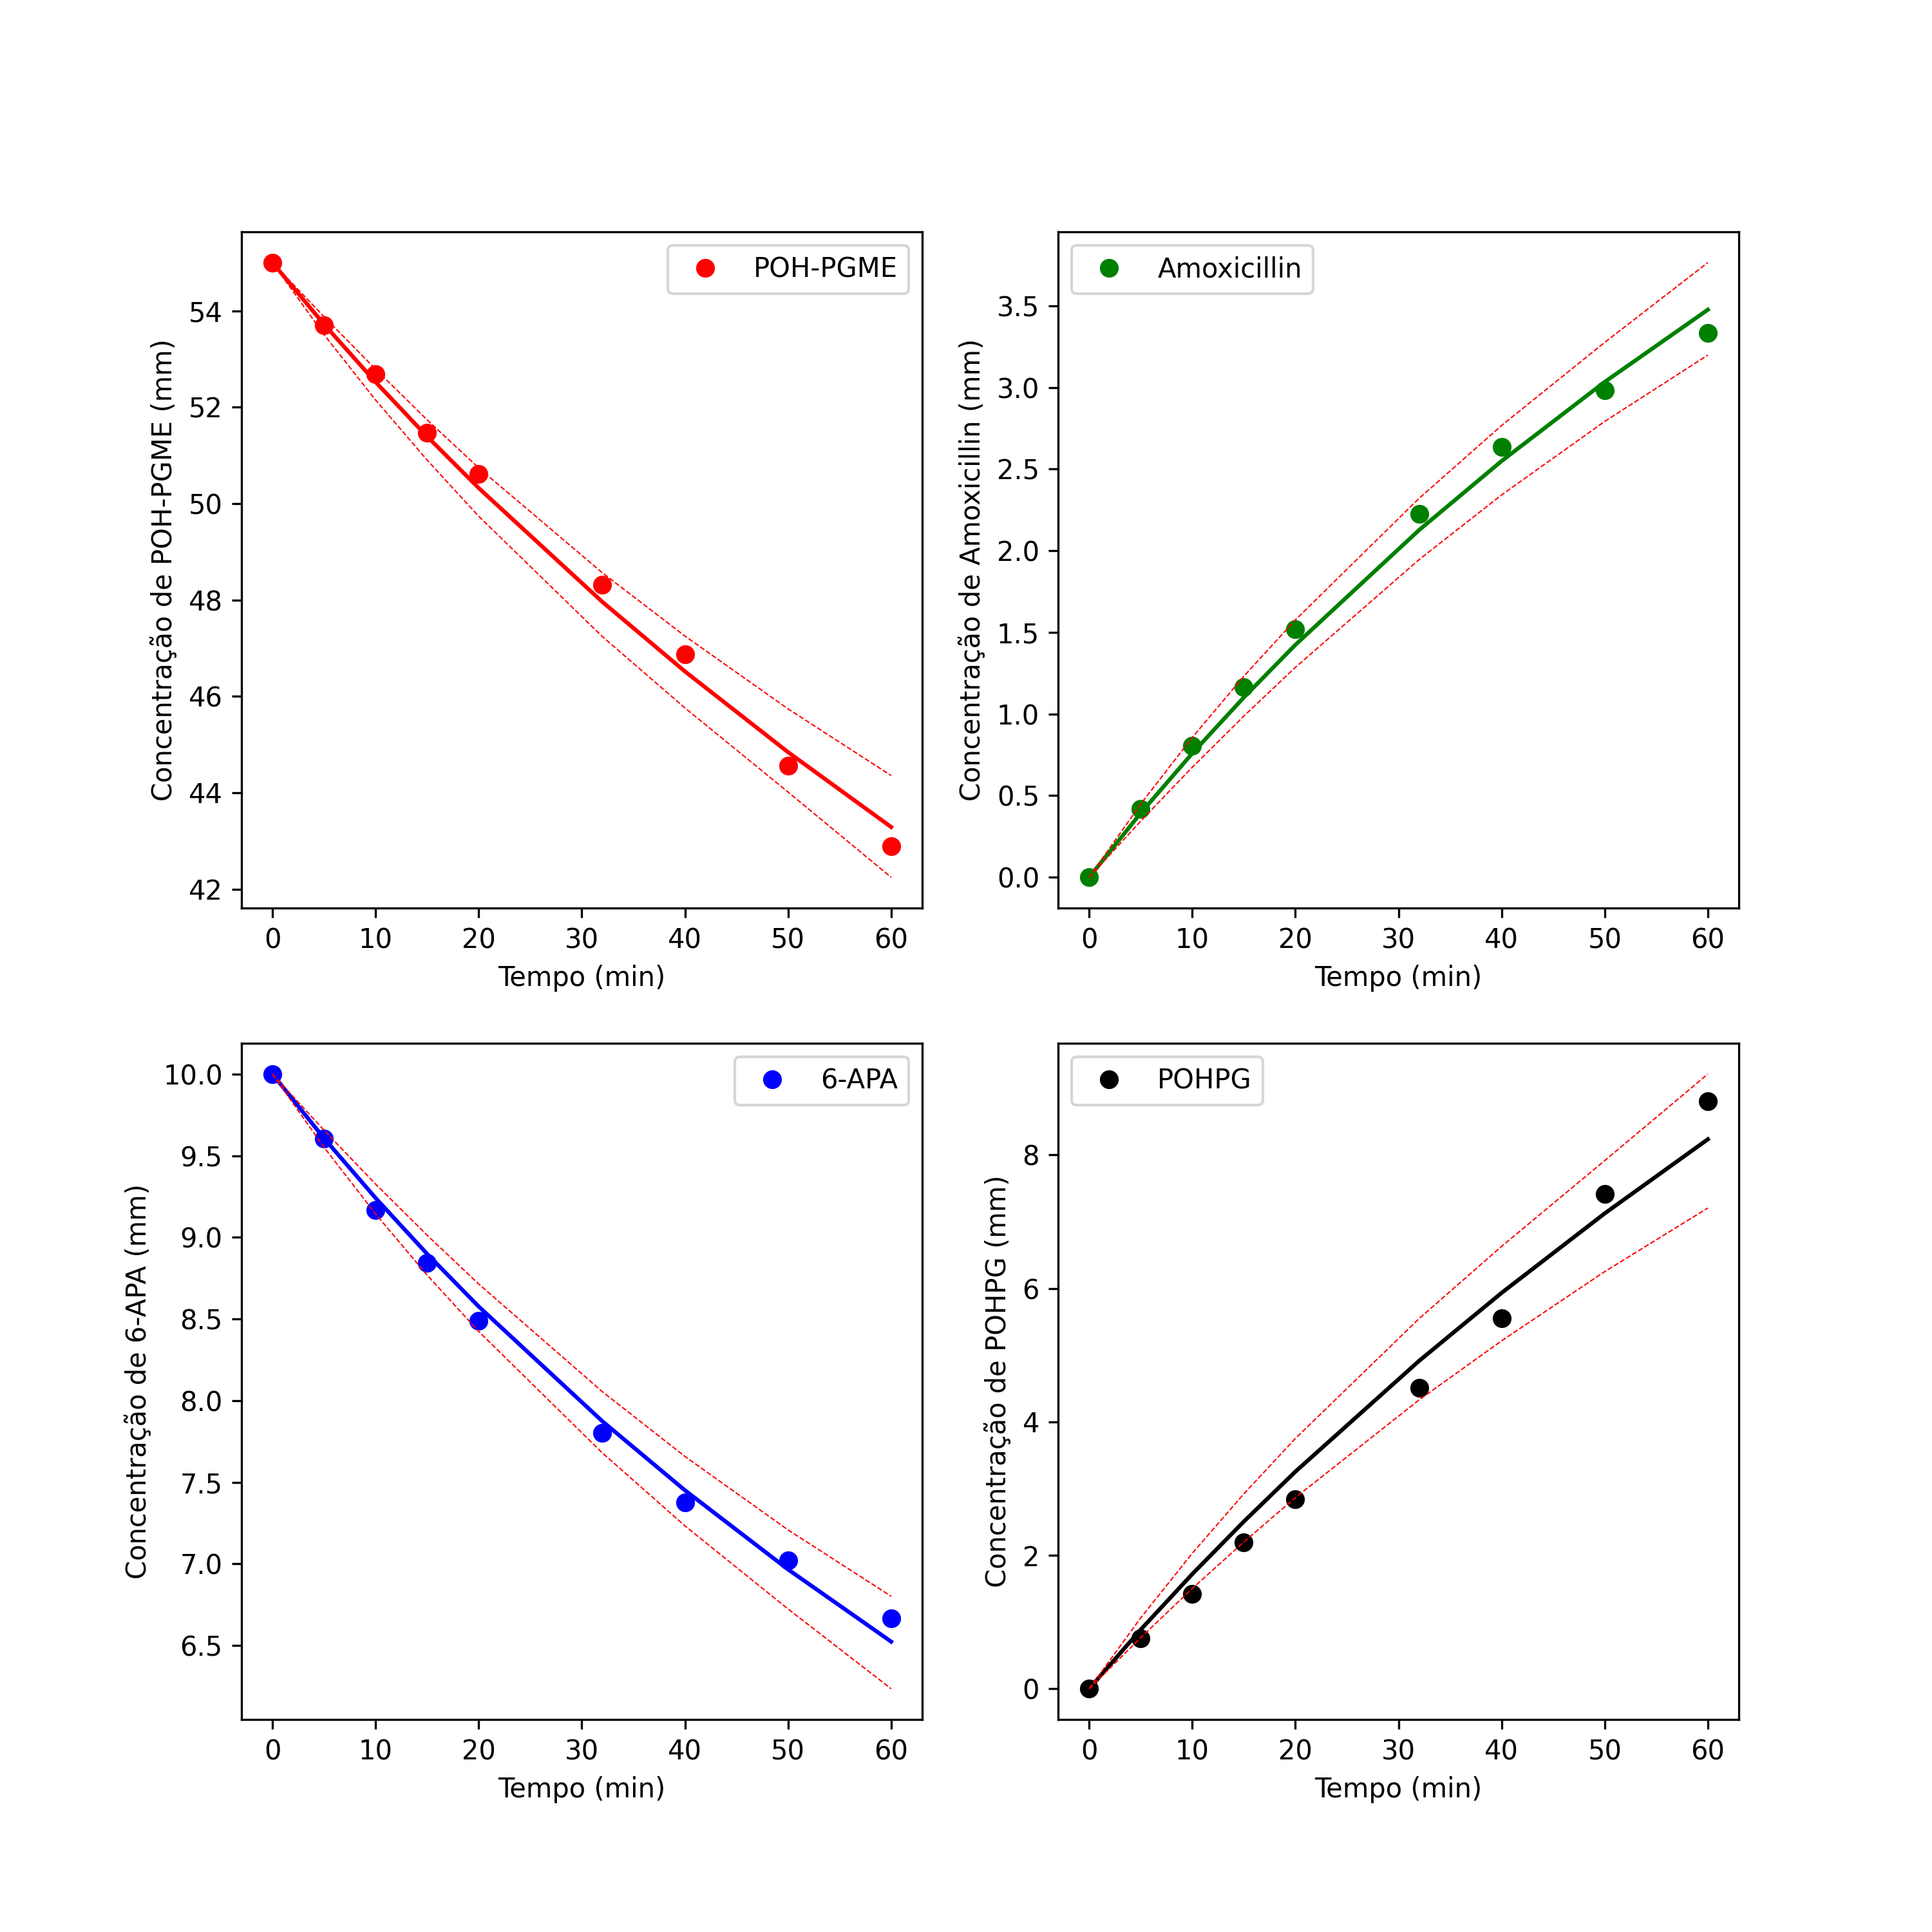 POH-PGME
Concentração de POH-PGME (mm)
54
52
50
48
46
44
42
0 10 20 30 40 50 60
Tempo (min)
Amoxicillin
Concentração de Amoxicillin (mm)
3.5
3.0
2.5
2.0
1.5
1.0
0.5
0.0
0 10 20 30 40 50 60
Tempo (min)
6-APA
Concentração de 6-APA (mm)
10.0
9.5
9.0
8.5
8.0
7.5
7.0
6.5
0 10 20 30 40 50 60
Tempo (min)
POHPG
Concentração de POHPG (mm)
8
6
4
2
0
0 10 20 30 40 50 60
Tempo (min)